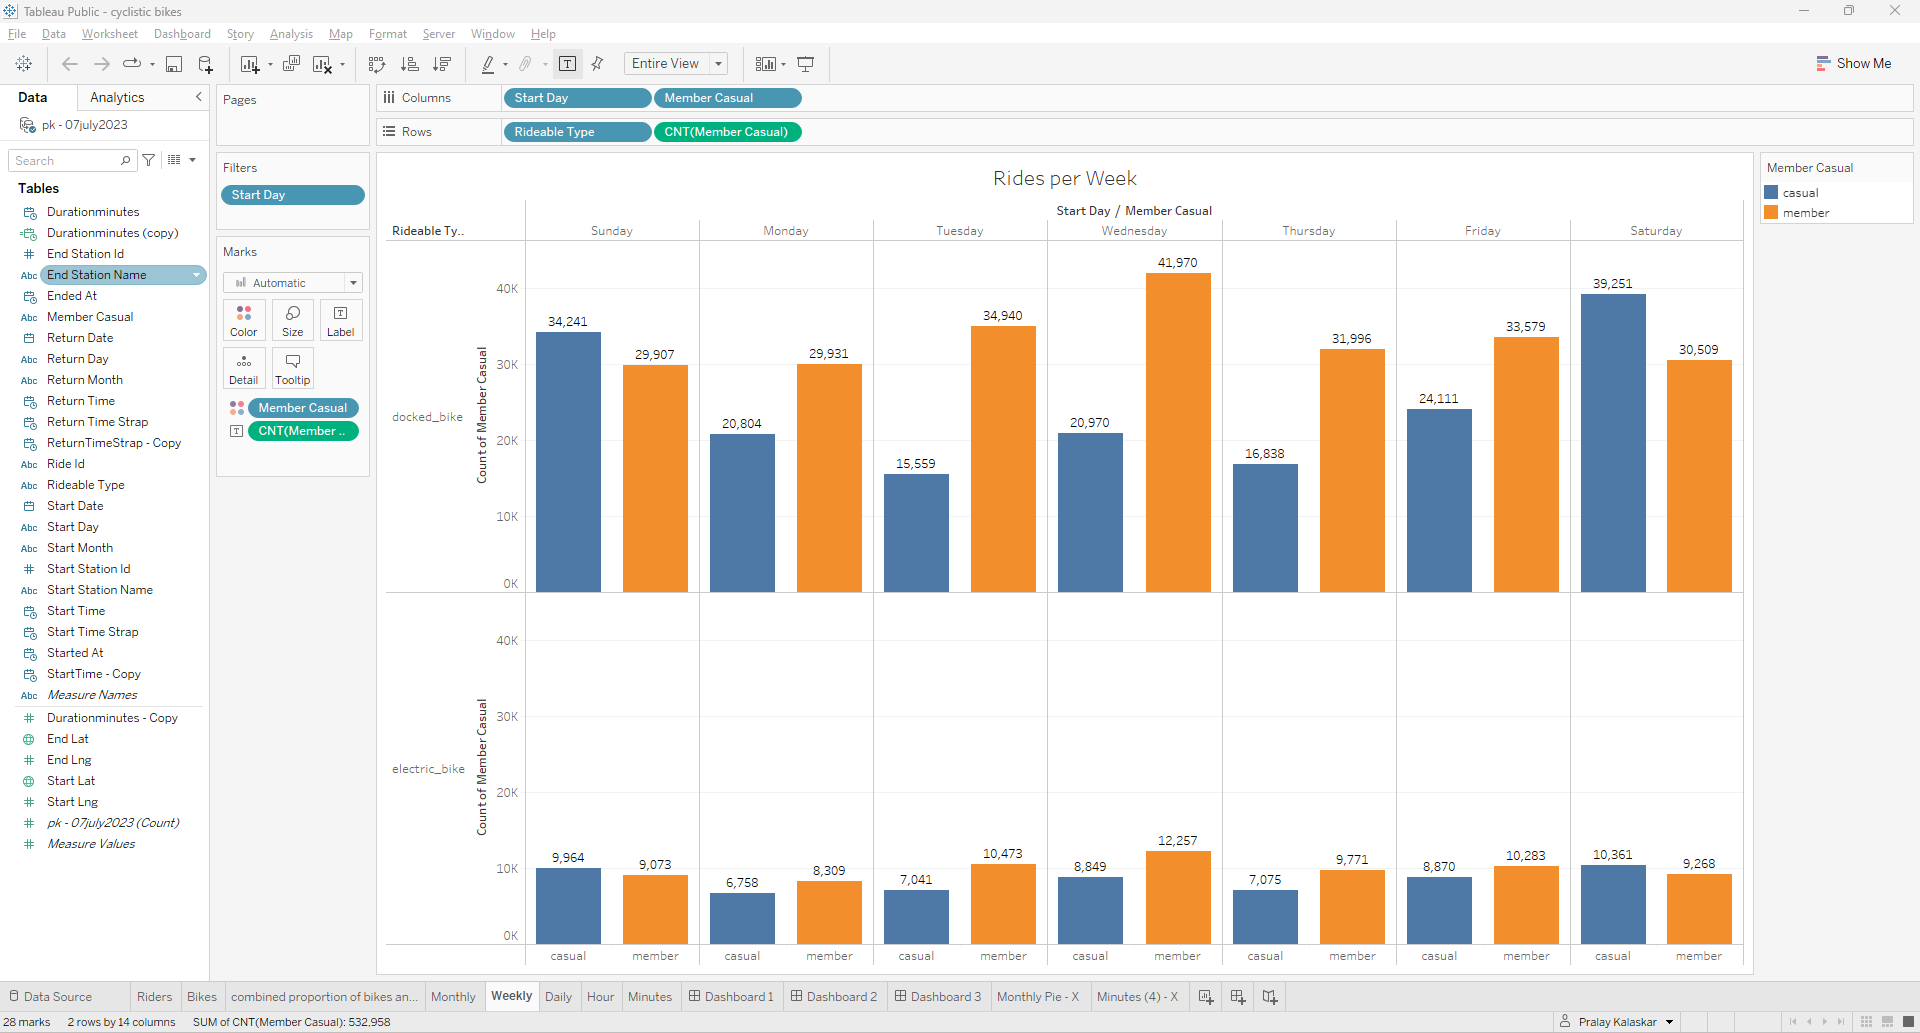 Tableau Public - cyclistic bikes
File Data Worksheet Dashboard Story Analysis Map Format Server Window Help
Entire View
Show Me
Data Analytics
pk - 07july2023
Search
Tables
Durationminutes
Durationminutes (copy)
End Station Id
Abc End Station Name
Ended At
Abc Member Casual
Return Date
Abc Return Day
Abc Return Month
Return Time
Return Time Strap
ReturnTimeStrap - Copy
Abc Ride Id
Abc Rideable Type
Start Date
Abc Start Day
Abc Start Month
Start Station Id
Abc Start Station Name
Start Time
Start Time Strap
Started At
StartTime - Copy
Abc Measure Names
Durationminutes - Copy
End Lat
End Lng
Start Lat
Start Lng
pk - 07july2023 (Count)
Measure Values
Pages
Filters
Start Day
Marks
Automatic
Color Size Label
Detail Tooltip
Member Casual
CNT(Member ..
Columns Start Day Member Casual
Rows Rideable Type CNT(Member Casual)
Rides per Week
Start Day / Member Casual
Rideable Ty.. Sunday Monday Tuesday Wednesday Thursday Friday Saturday
docked_bike
Count of Member Casual
40K
30K
20K
10K
0K
34,241 29,907 20,804 29,931 15,559 34,940 20,970 41,970 16,838 31,996 24,111 33,579 39,251 30,509
electric_bike
Count of Member Casual
40K
30K
20K
10K
0K
9,964 9,073 6,758 8,309 7,041 10,473 8,849 12,257 7,075 9,771 8,870 10,283 10,361 9,268
casual member casual member casual member casual member casual member casual member casual member
Member Casual
casual
member
Data Source Riders Bikes combined proportion of bikes an... Monthly Weekly Daily Hour Minutes Dashboard 1 Dashboard 2 Dashboard 3 Monthly Pie - X Minutes (4) - X
28 marks 2 rows by 14 columns SUM of CNT(Member Casual): 532,958 Pralay Kalaskar